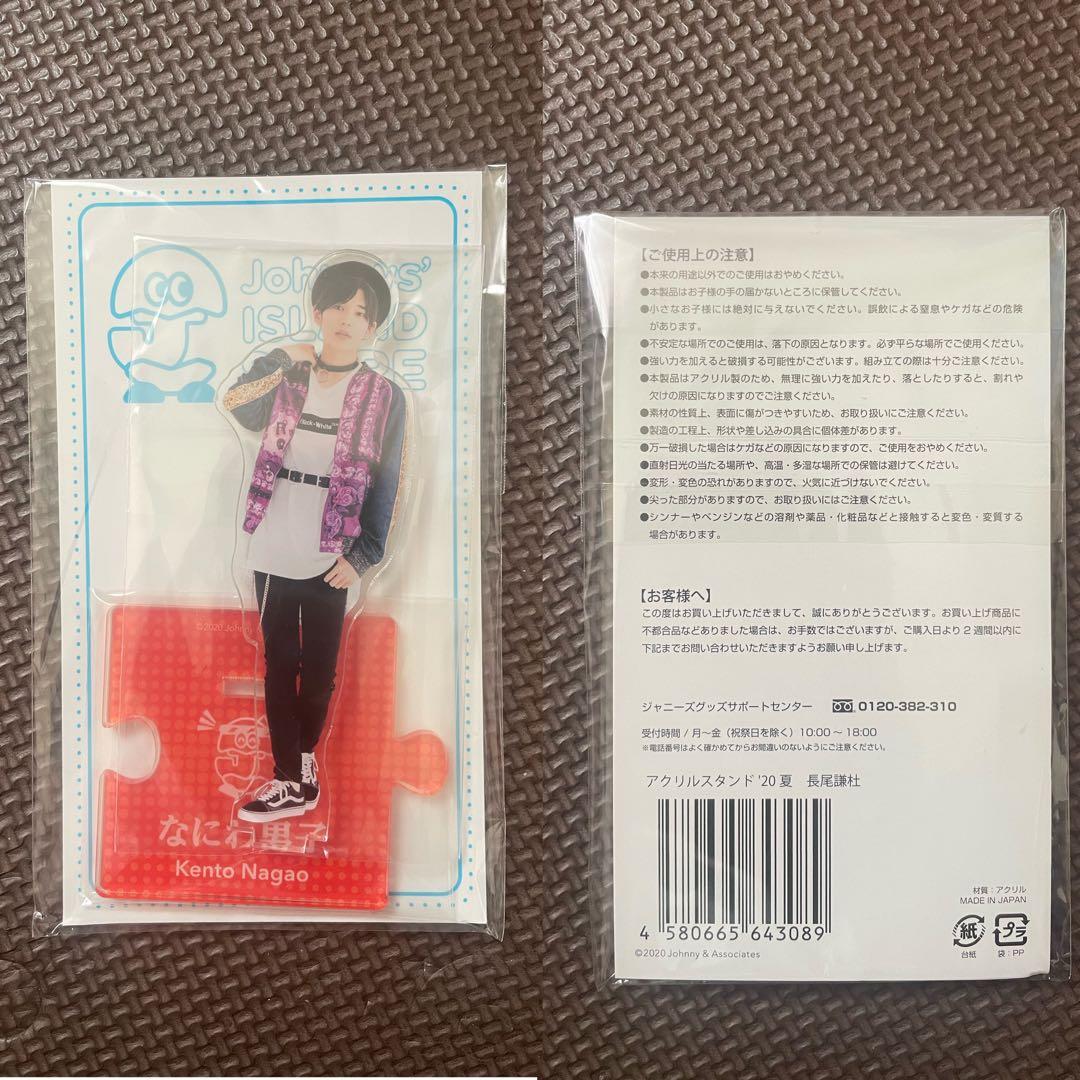 Johnnys'
ISLAND
STORE
Black×White
©2020 Johnny
なにわ男子
Kento Nagao
【ご使用上の注意】
●本来の用途以外でのご使用はおやめください。
●本製品はお子様の手の届かないところに保管してください。
●小さなお子様には絶対に与えないでください。誤飲による窒息やケガなどの危険
があります。
●不安定な場所でのご使用は、落下の原因となります。必ず平らな場所でご使用ください。
●強い力を加えると破損する可能性がございます。組み立ての際は十分ご注意ください。
●本製品はアクリル製のため、無理に強い力を加えたり、落としたりすると、割れや
欠けの原因になりますのでご注意ください。
●素材の性質上、表面に傷がつきやすいため、お取り扱いにご注意ください。
●製造の工程上、形状や差し込みの具合に個体差があります。
●万一破損した場合はケガなどの原因になりますので、ご使用をおやめください。
●直射日光の当たる場所や、高温・多湿な場所での保管は避けてください。
●変形・変色の恐れがありますので、火気に近づけないでください。
●尖った部分がありますので、お取り扱いにはご注意ください。
●シンナーやベンジンなどの溶剤や薬品・化粧品などと接触すると変色・変質する
場合があります。
【お客様へ】
この度はお買い上げいただきまして、誠にありがとうございます。お買い上げ商品に
不都合品などありました場合は、お手数ではございますが、ご購入日より2週間以内に
下記までお問い合わせいただきますようお願い申し上げます。
ジャニーズグッズサポートセンター 0120-382-310
受付時間 / 月〜金（祝祭日を除く）10:00〜18:00
※電話番号はよく確かめてからお間違いのないようにご注意ください。
アクリルスタンド '20 夏 長尾謙杜
4 580665 643089
©2020 Johnny & Associates
材質：アクリル
MADE IN JAPAN
紙 プラ
台紙 袋：PP